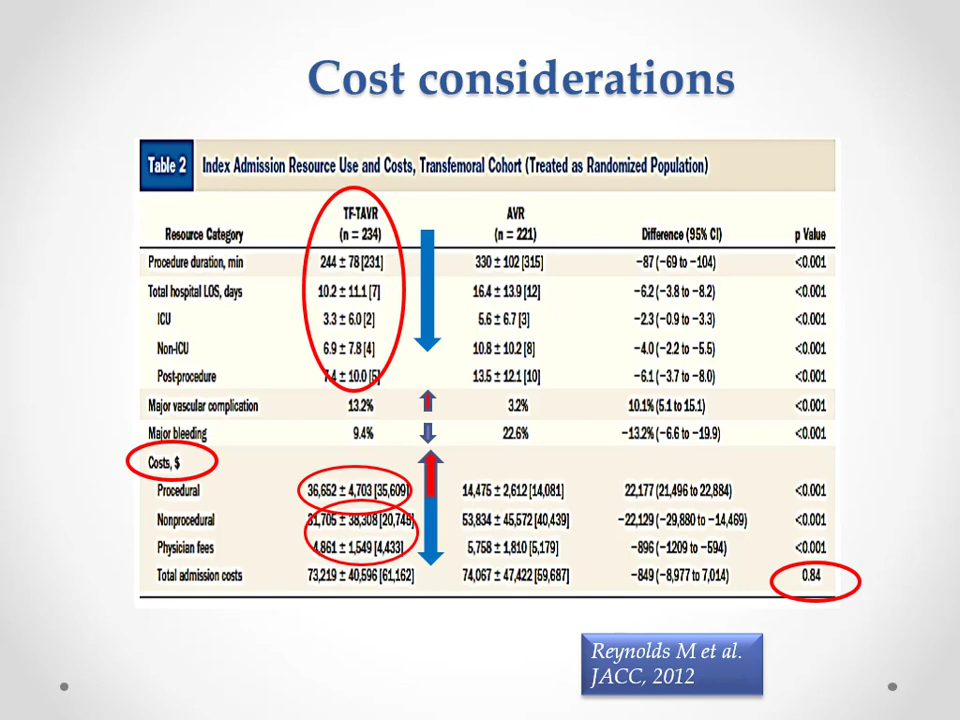 Cost considerations
Table 2 Index Admission Resource Use and Costs, Transfemoral Cohort (Treated as Randomized Population)
TF-TAVR AVR
Resource Category (n = 234) (n = 221) Difference (95% CI) p Value
Procedure duration, min 244 ± 78 [231] 330 ± 102 [315] −87 (−69 to −104) <0.001
Total hospital LOS, days 10.2 ± 11.1 [7] 16.4 ± 13.9 [12] −6.2 (−3.8 to −8.2) <0.001
ICU 3.3 ± 6.0 [2] 5.6 ± 6.7 [3] −2.3 (−0.9 to −3.3) <0.001
Non-ICU 6.9 ± 7.8 [4] 10.8 ± 10.2 [8] −4.0 (−2.2 to −5.5) <0.001
Post-procedure 7.4 ± 10.0 [5] 13.5 ± 12.1 [10] −6.1 (−3.7 to −8.0) <0.001
Major vascular complication 13.2% 3.2% 10.1% (5.1 to 15.1) <0.001
Major bleeding 9.4% 22.6% −13.2% (−6.6 to −19.9) <0.001
Costs, $
Procedural 36,652 ± 4,703 [35,609] 14,475 ± 2,612 [14,081] 22,177 (21,496 to 22,884) <0.001
Nonprocedural 31,705 ± 38,308 [20,745] 53,834 ± 45,572 [40,439] −22,129 (−29,880 to −14,469) <0.001
Physician fees 4,861 ± 1,549 [4,433] 5,758 ± 1,810 [5,179] −896 (−1209 to −594) <0.001
Total admission costs 73,219 ± 40,596 [61,162] 74,067 ± 47,422 [59,687] −849 (−8,977 to 7,014) 0.84
Reynolds M et al.
JACC, 2012